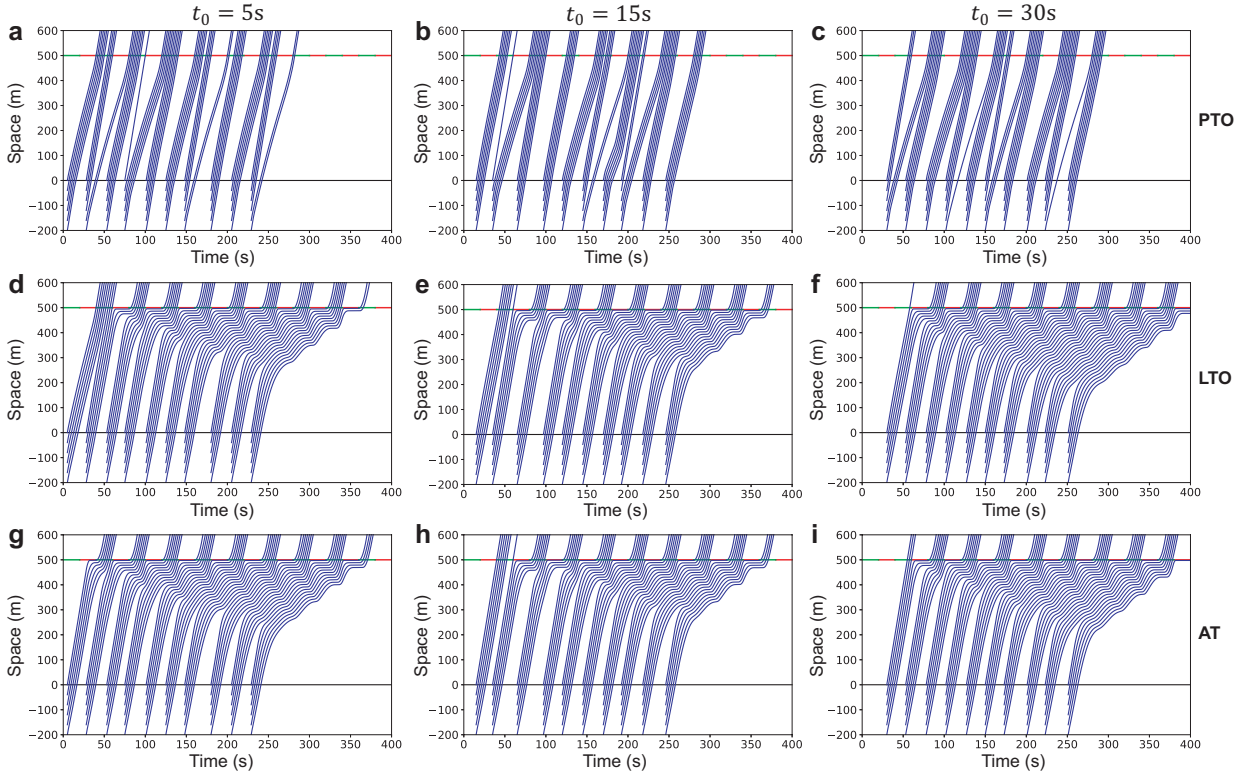 t₀ = 5s t₀ = 15s t₀ = 30s
a b c
600 600 600
500 500 500
400 400 400
300 300 300
200 200 200
100 100 100
0 0 0
−100 −100 −100
−200 −200 −200
Space (m) Space (m) Space (m)
PTO
0 50 100 150 200 250 300 350 400 0 50 100 150 200 250 300 350 400 0 50 100 150 200 250 300 350 400
Time (s) Time (s) Time (s)
d e f
600 600 600
500 500 500
400 400 400
300 300 300
200 200 200
100 100 100
0 0 0
−100 −100 −100
−200 −200 −200
Space (m) Space (m) Space (m)
LTO
0 50 100 150 200 250 300 350 400 0 50 100 150 200 250 300 350 400 0 50 100 150 200 250 300 350 400
Time (s) Time (s) Time (s)
g h i
600 600 600
500 500 500
400 400 400
300 300 300
200 200 200
100 100 100
0 0 0
−100 −100 −100
−200 −200 −200
Space (m) Space (m) Space (m)
AT
0 50 100 150 200 250 300 350 400 0 50 100 150 200 250 300 350 400 0 50 100 150 200 250 300 350 400
Time (s) Time (s) Time (s)